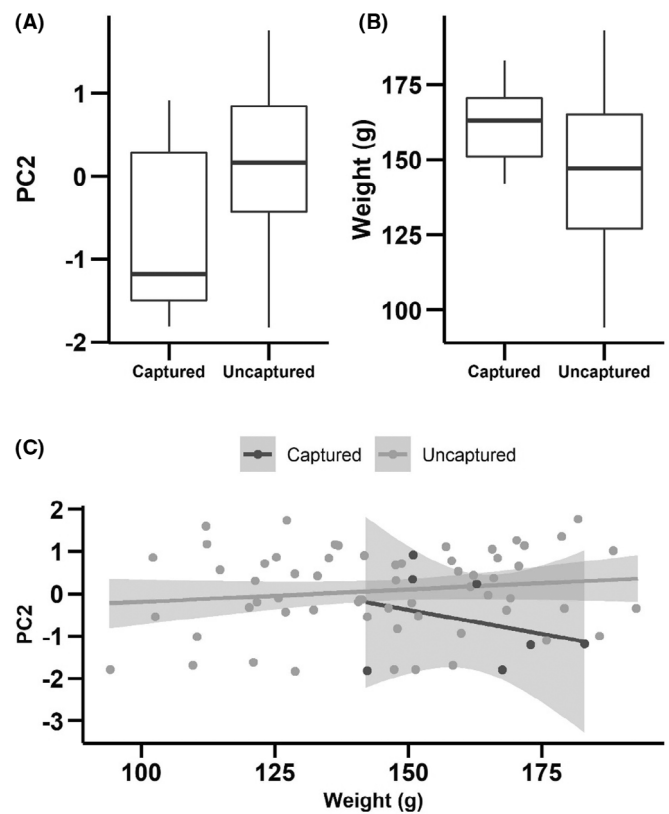 (A)
PC2
1
0
-1
-2
Captured Uncaptured
(B)
Weight (g)
175
150
125
100
Captured Uncaptured
(C)
Captured Uncaptured
PC2
2
1
0
-1
-2
-3
100 125 150 175
Weight (g)